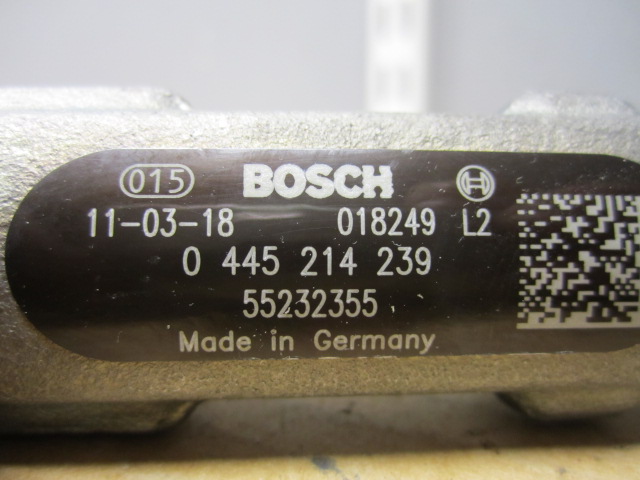 015 BOSCH
11-03-18 018249 L2
0 445 214 239
55232355
Made in Germany